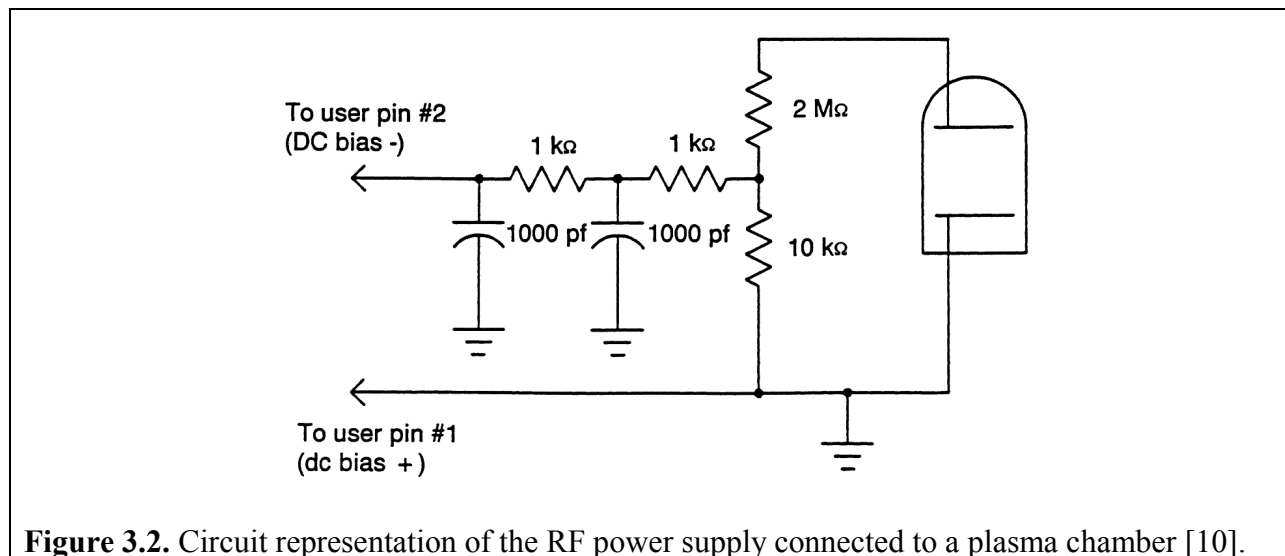 To user pin #2
(DC bias -)
1 kΩ
1 kΩ
2 MΩ
1000 pf
1000 pf
10 kΩ
To user pin #1
(dc bias +)
Figure 3.2. Circuit representation of the RF power supply connected to a plasma chamber [10].